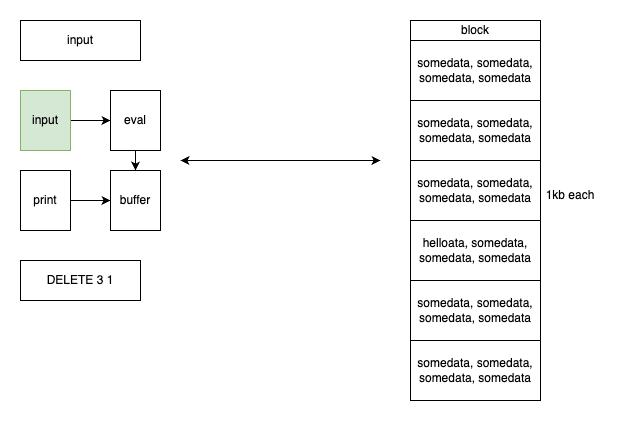 input
block
somedata, somedata,
somedata, somedata
input
eval
somedata, somedata,
somedata, somedata
print
buffer
somedata, somedata,
somedata, somedata
1kb each
helloata, somedata,
somedata, somedata
DELETE 3 1
somedata, somedata,
somedata, somedata
somedata, somedata,
somedata, somedata